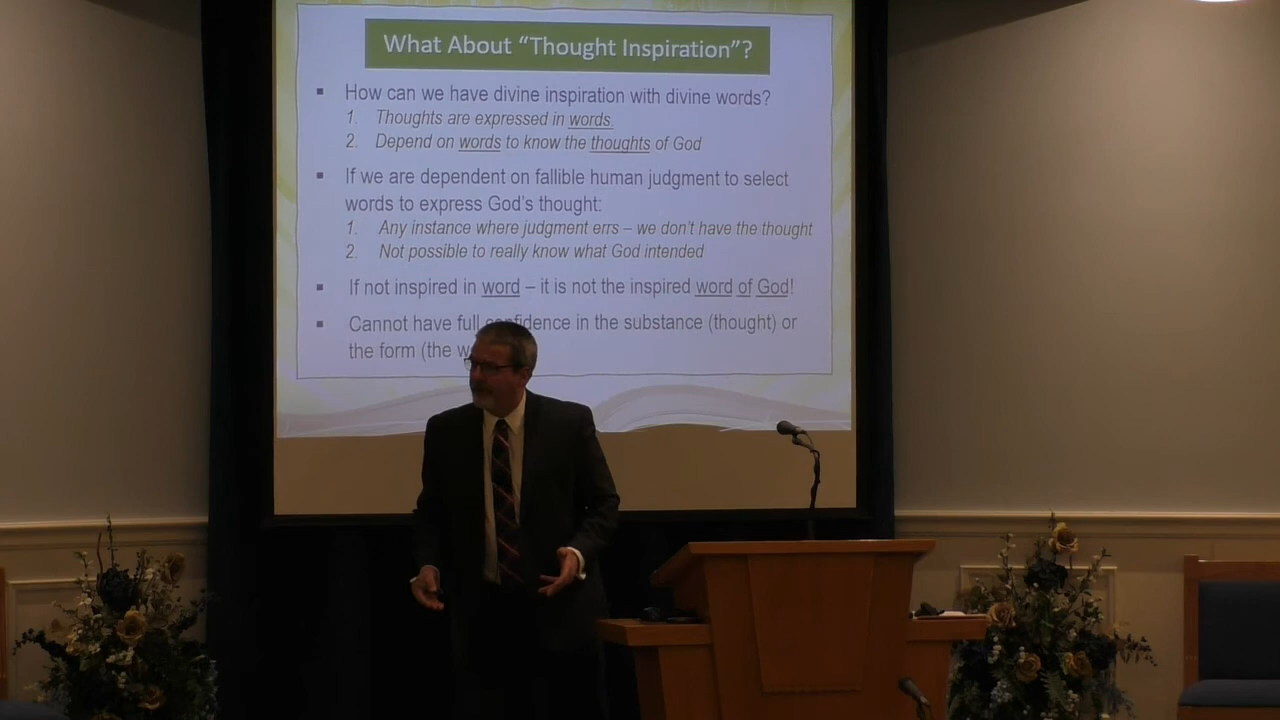 What About “Thought Inspiration”?
▪ How can we have divine inspiration with divine words?
1. Thoughts are expressed in words.
2. Depend on words to know the thoughts of God
▪ If we are dependent on fallible human judgment to select
words to express God's thought:
1. Any instance where judgment errs – we don't have the thought
2. Not possible to really know what God intended
▪ If not inspired in word – it is not the inspired word of God!
▪ Cannot have full confidence in the substance (thought) or
the form (the